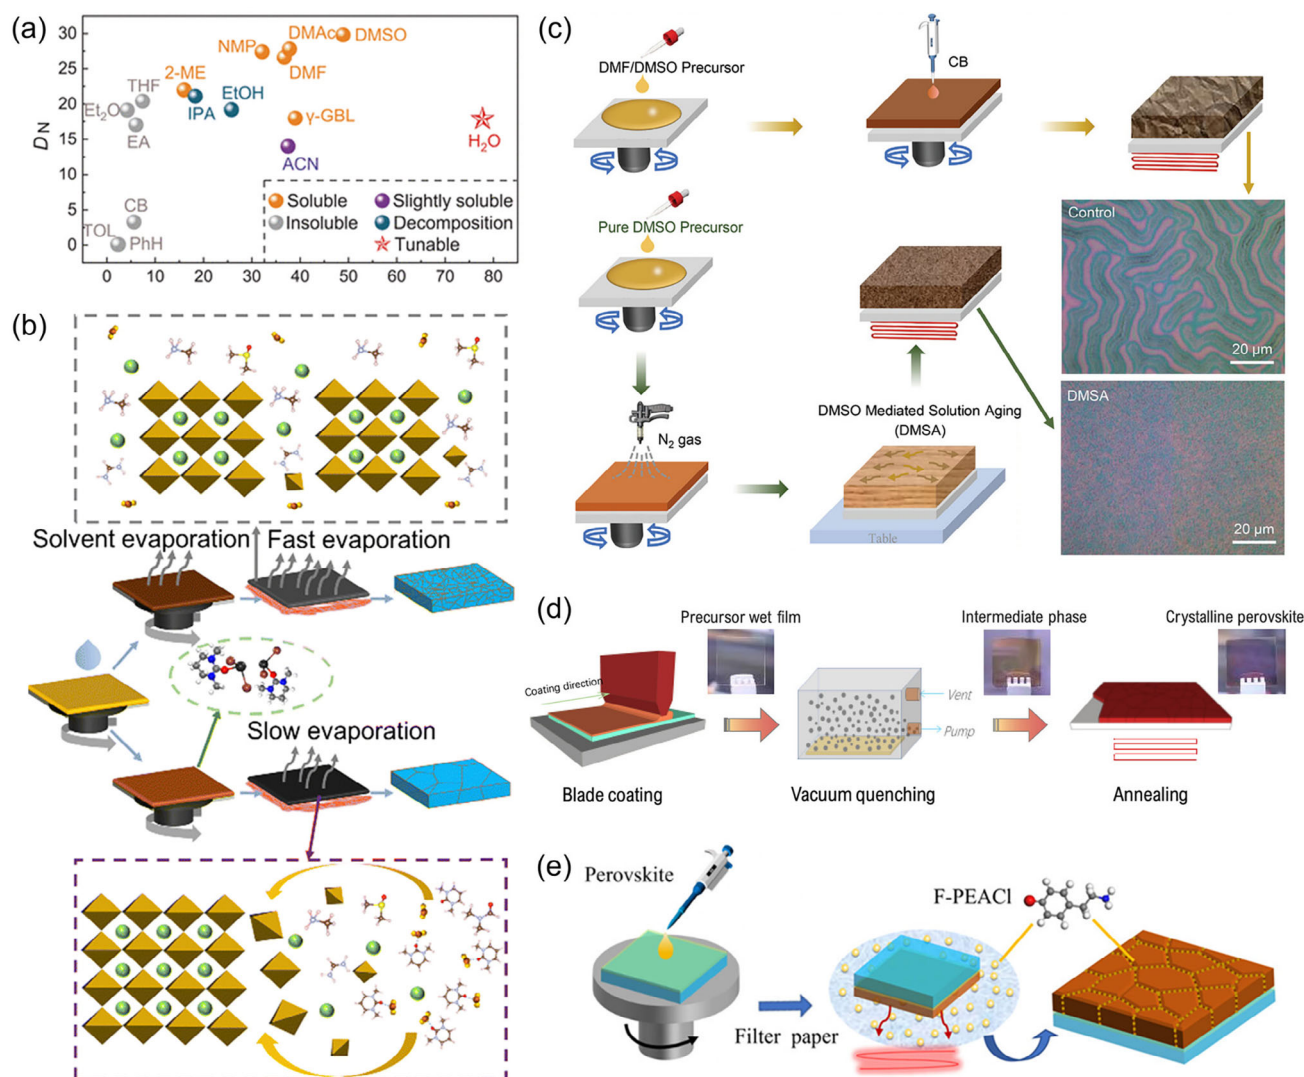 (a)
30
25
20
15
10
5
0
D_N
0
10
20
30
40
50
60
70
80
NMP
DMAc
DMSO
DMF
2-ME
THF
EtOH
IPA
Et₂O
EA
γ-GBL
ACN
H₂O
CB
TOL
PhH
Soluble
Slightly soluble
Insoluble
Decomposition
Tunable
(b)
Solvent evaporation
Fast evaporation
Slow evaporation
(c)
DMF/DMSO Precursor
CB
Pure DMSO Precursor
N₂ gas
DMSO Mediated Solution Aging
(DMSA)
Table
Control
20 μm
DMSA
20 μm
(d)
Precursor wet film
Intermediate phase
Crystalline perovskite
Coating direction
Vent
Pump
Blade coating
Vacuum quenching
Annealing
(e)
Perovskite
F-PEACl
Filter paper